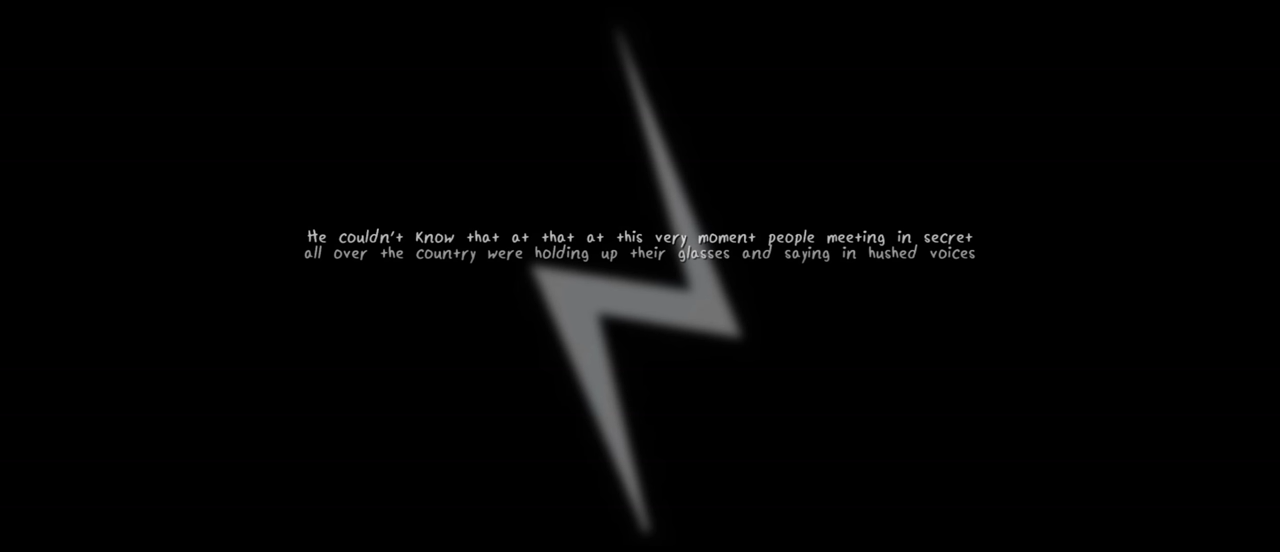 He couldn't know that at that at this very moment people meeting in secret
all over the country were holding up their glasses and saying in hushed voices